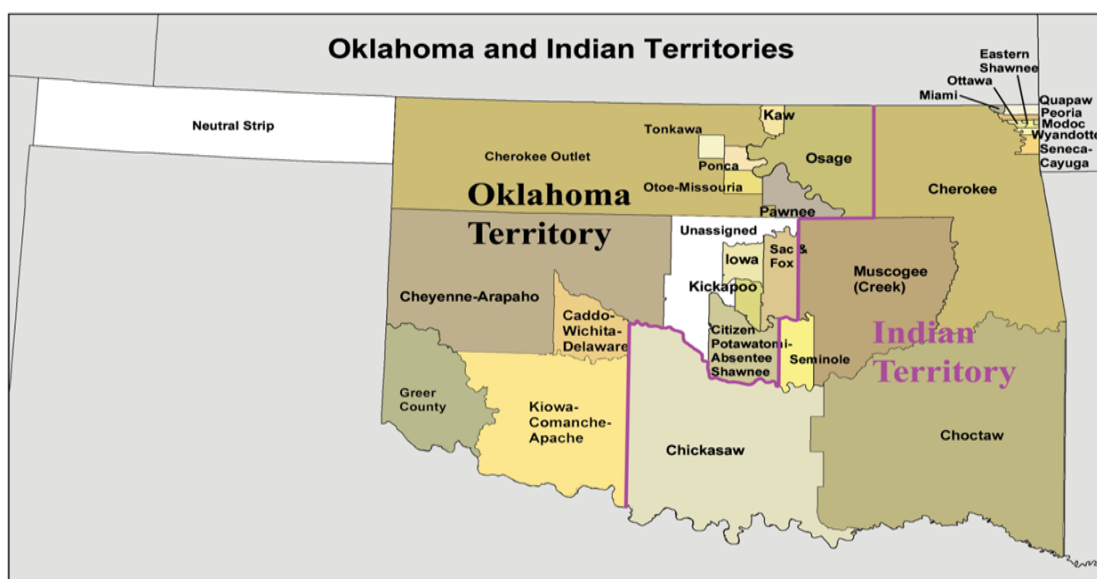 Oklahoma and Indian Territories
Eastern
Shawnee
Ottawa
Miami
Quapaw
Peoria
Modoc
Wyandotte
Seneca-
Cayuga
Neutral Strip
Kaw
Tonkawa
Cherokee Outlet
Ponca
Osage
Otoe-Missouria
Cherokee
Oklahoma
Territory
Pawnee
Unassigned
Iowa
Sac &
Fox
Kickapoo
Muscogee
(Creek)
Cheyenne-Arapaho
Caddo-
Wichita-
Delaware
Citizen
Potawatomi-
Absentee
Shawnee
Seminole
Indian
Territory
Greer
County
Kiowa-
Comanche-
Apache
Chickasaw
Choctaw